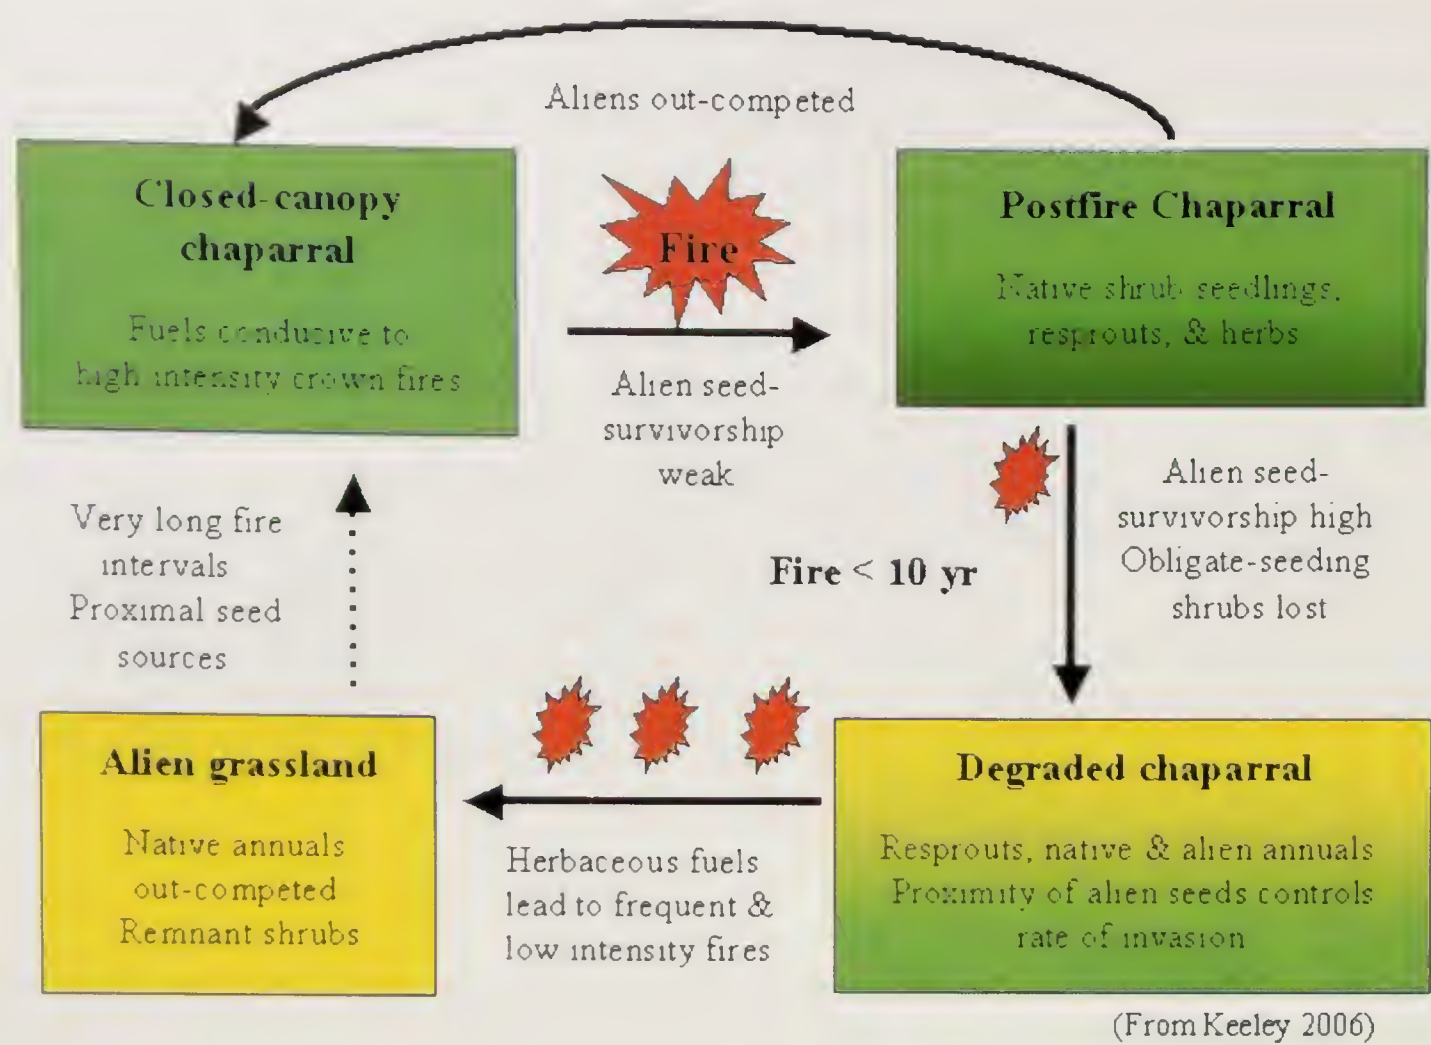 Aliens out-competed
Closed-canopy
chaparral
Fuels conducive to
high intensity crown fires
Fire
Alien seed-
survivorship
weak
Postfire Chaparral
Native shrub seedlings,
resprouts, & herbs
Very long fire
intervals
Proximal seed
sources
Fire < 10 yr
Alien seed-
survivorship high
Obligate-seeding
shrubs lost
Alien grassland
Native annuals
out-competed
Remnant shrubs
Herbaceous fuels
lead to frequent &
low intensity fires
Degraded chaparral
Resprouts, native & alien annuals
Proximity of alien seeds controls
rate of invasion
(From Keeley 2006)